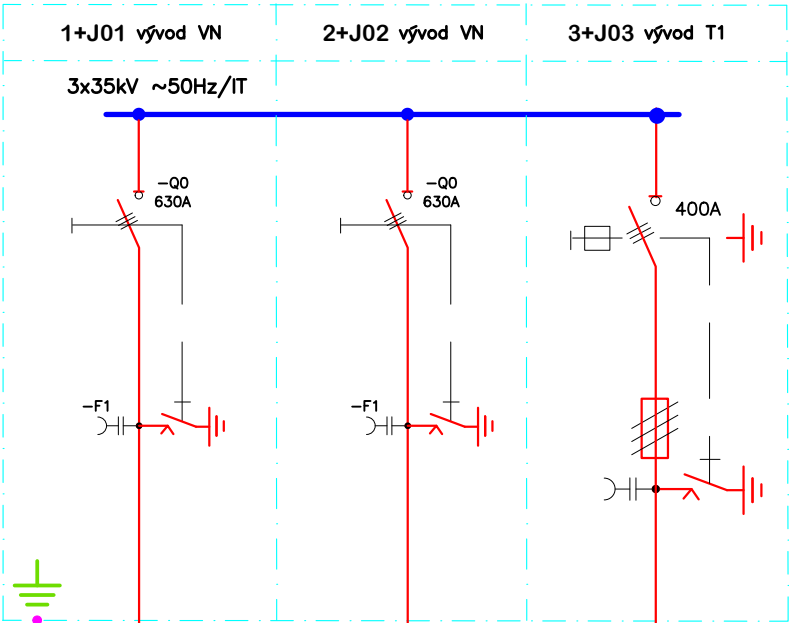 1+J01 vývod VN
2+J02 vývod VN
3+J03 vývod T1
3x35kV ~50Hz/IT
-Q0
630A
-Q0
630A
400A
-F1
-F1